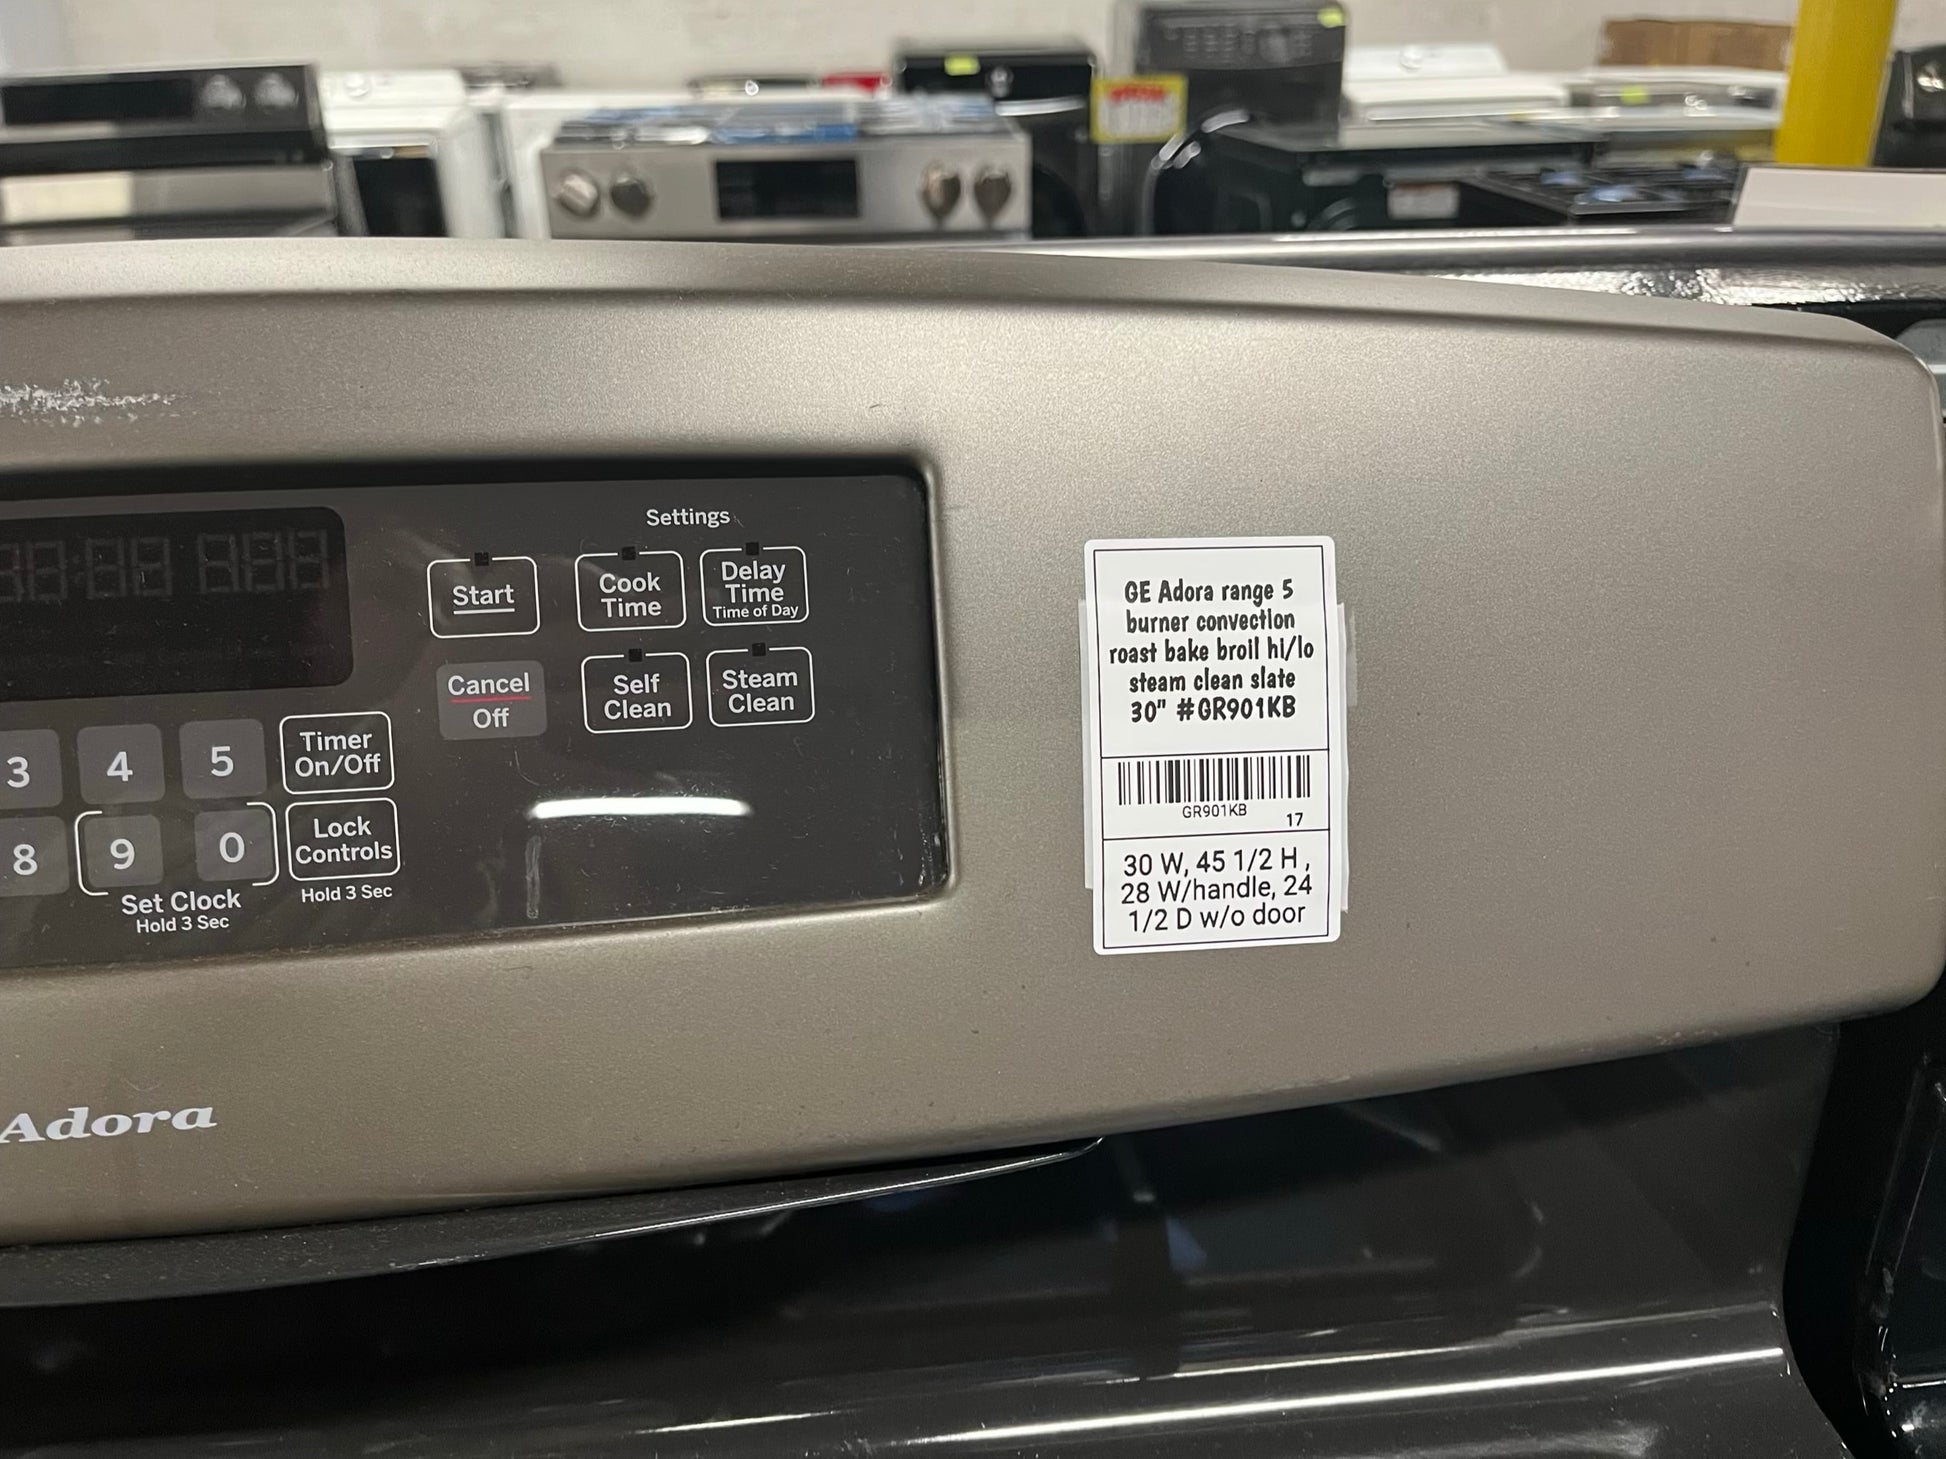 Settings
Start
Cook
Time
Delay
Time
Time of Day
Cancel
Off
Self
Clean
Steam
Clean
3 4 5
Timer
On/Off
8 9 0
Lock
Controls
Set Clock
Hold 3 Sec
Hold 3 Sec
Adora
GE Adora range 5
burner convection
roast bake broil hi/lo
steam clean slate
30" #GR901KB
GR901KB
17
30 W, 45 1/2 H ,
28 W/handle, 24
1/2 D w/o door